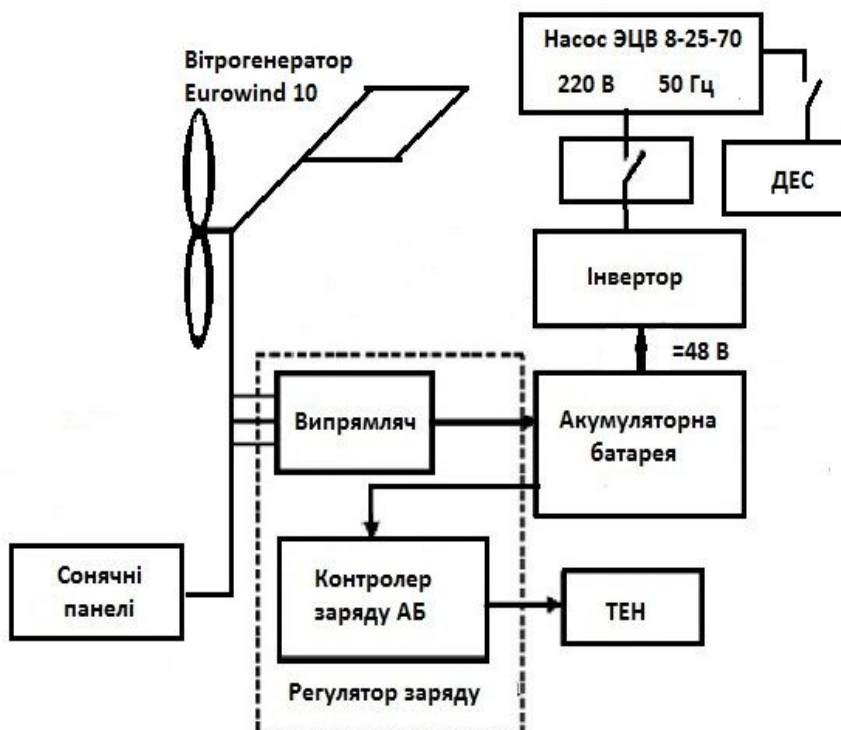 Насос ЭЦВ 8-25-70
220 В 50 Гц
Вітрогенератор
Eurowind 10
ДЕС
Інвертор
=48 В
Випрямляч
Акумуляторна
батарея
Сонячні
панелі
Контролер
заряду АБ
ТЕН
Регулятор заряду